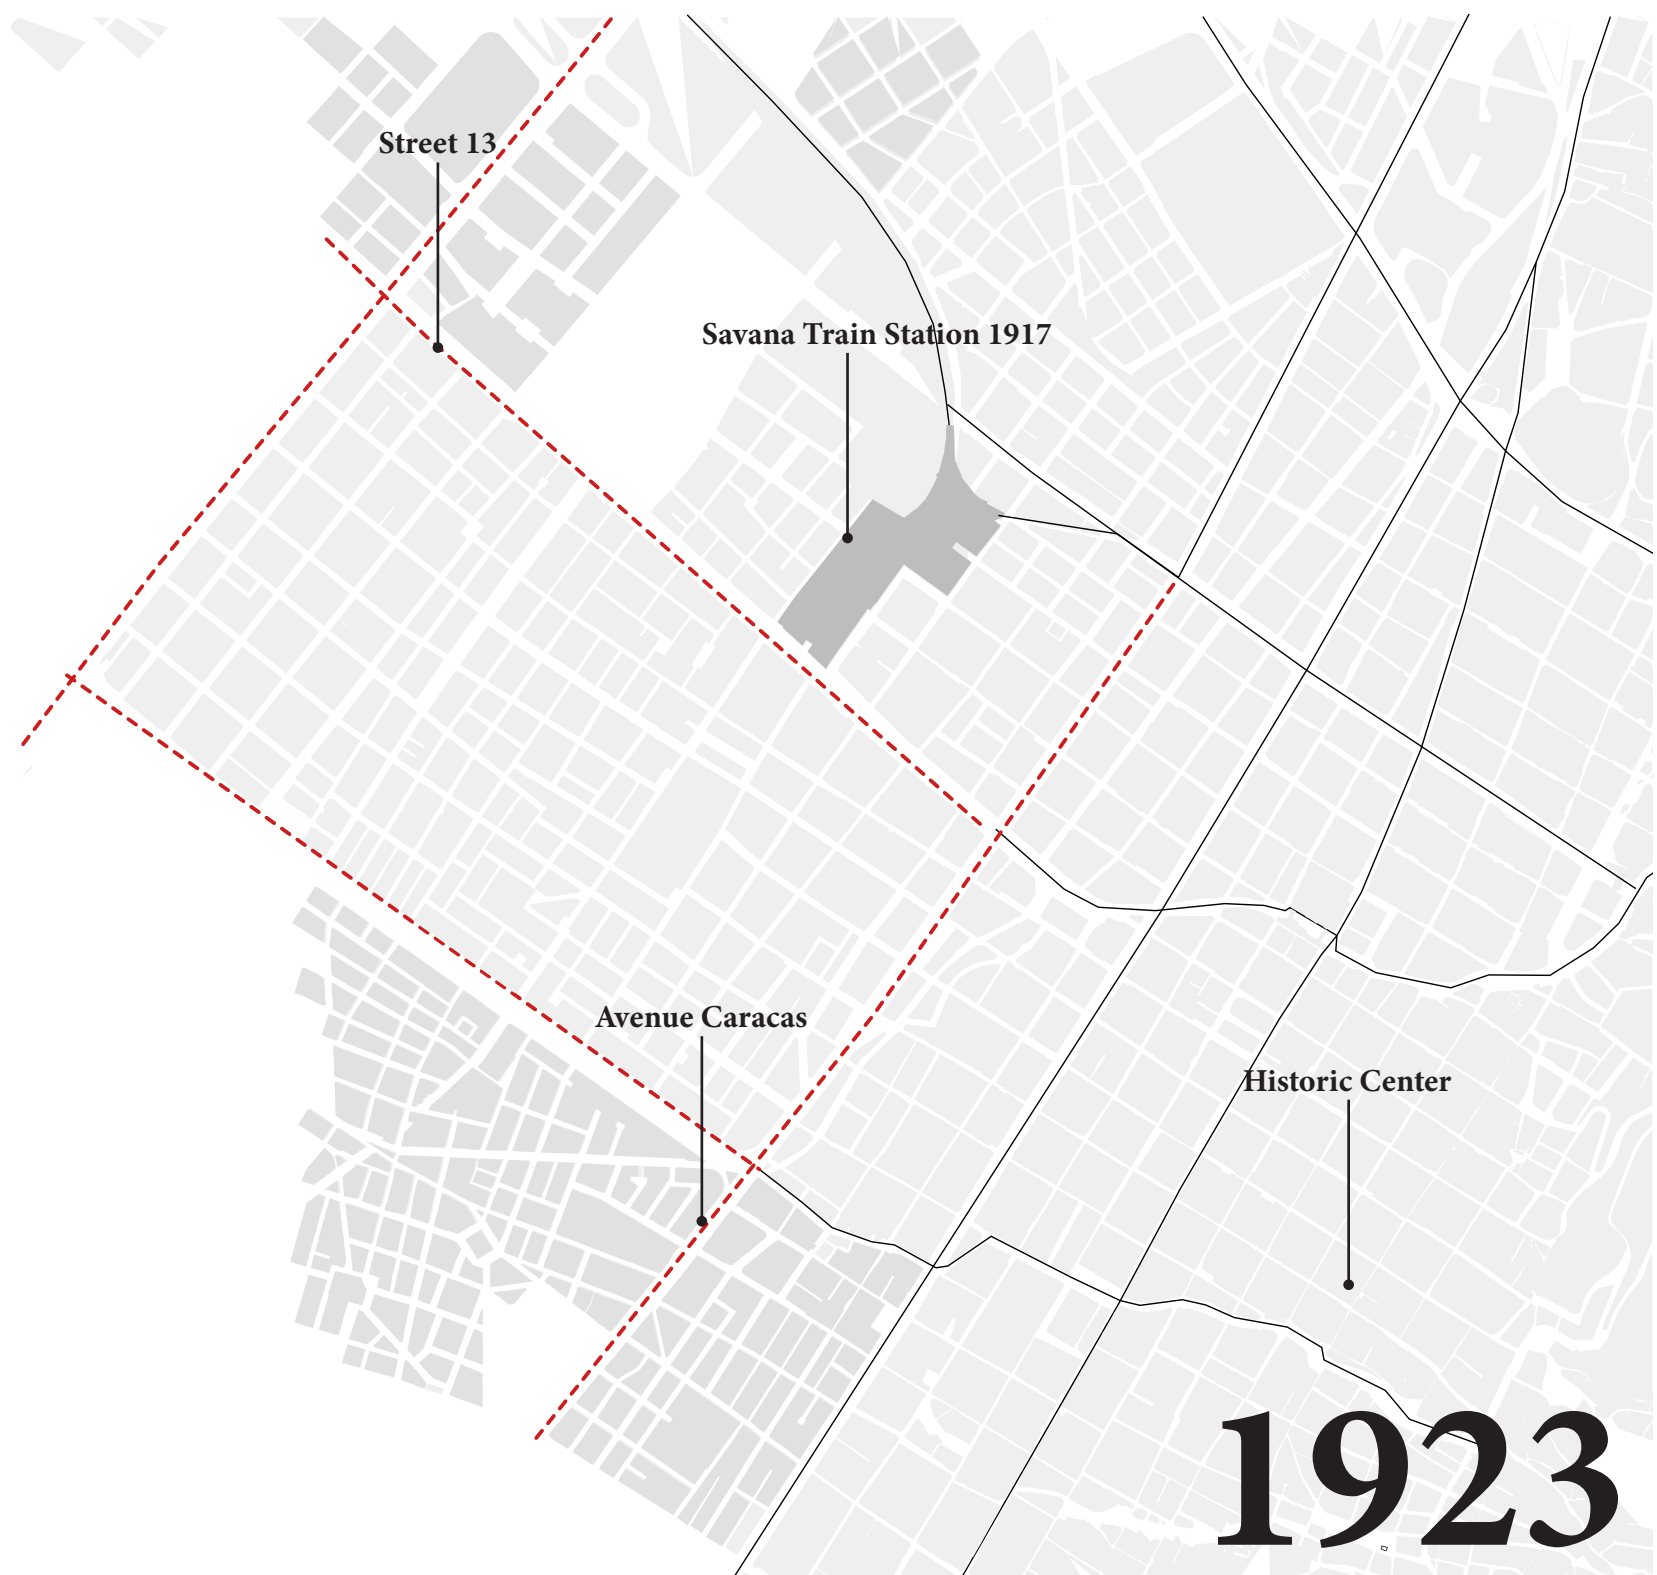 Street 13
Savana Train Station 1917
Avenue Caracas
Historic Center
1923